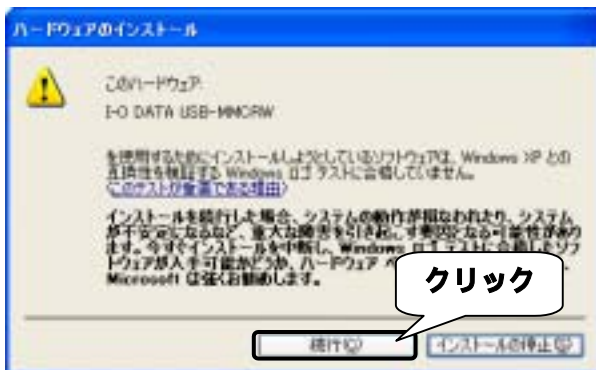 ハードウェアのインストール
このハードウェア:
I-O DATA USB-MMCRW
を使用するためにインストールしようとしているソフトウェアは、Windows XP との
互換性を検証する Windows ロゴ テストに合格していません。
(このテストが重要である理由)
インストールを続行した場合、システムの動作が損なわれたり、システム
が不安定になるなど、重大な障害を引き起こす要因となる可能性があり
ます。今すぐインストールを中断し、Windows ロゴ テストに合格したソフ
トウェアが入手可能かどうか、ハードウェア ベ
Microsoft は強くお勧めします。
クリック
続行(C)
インストールの停止(S)